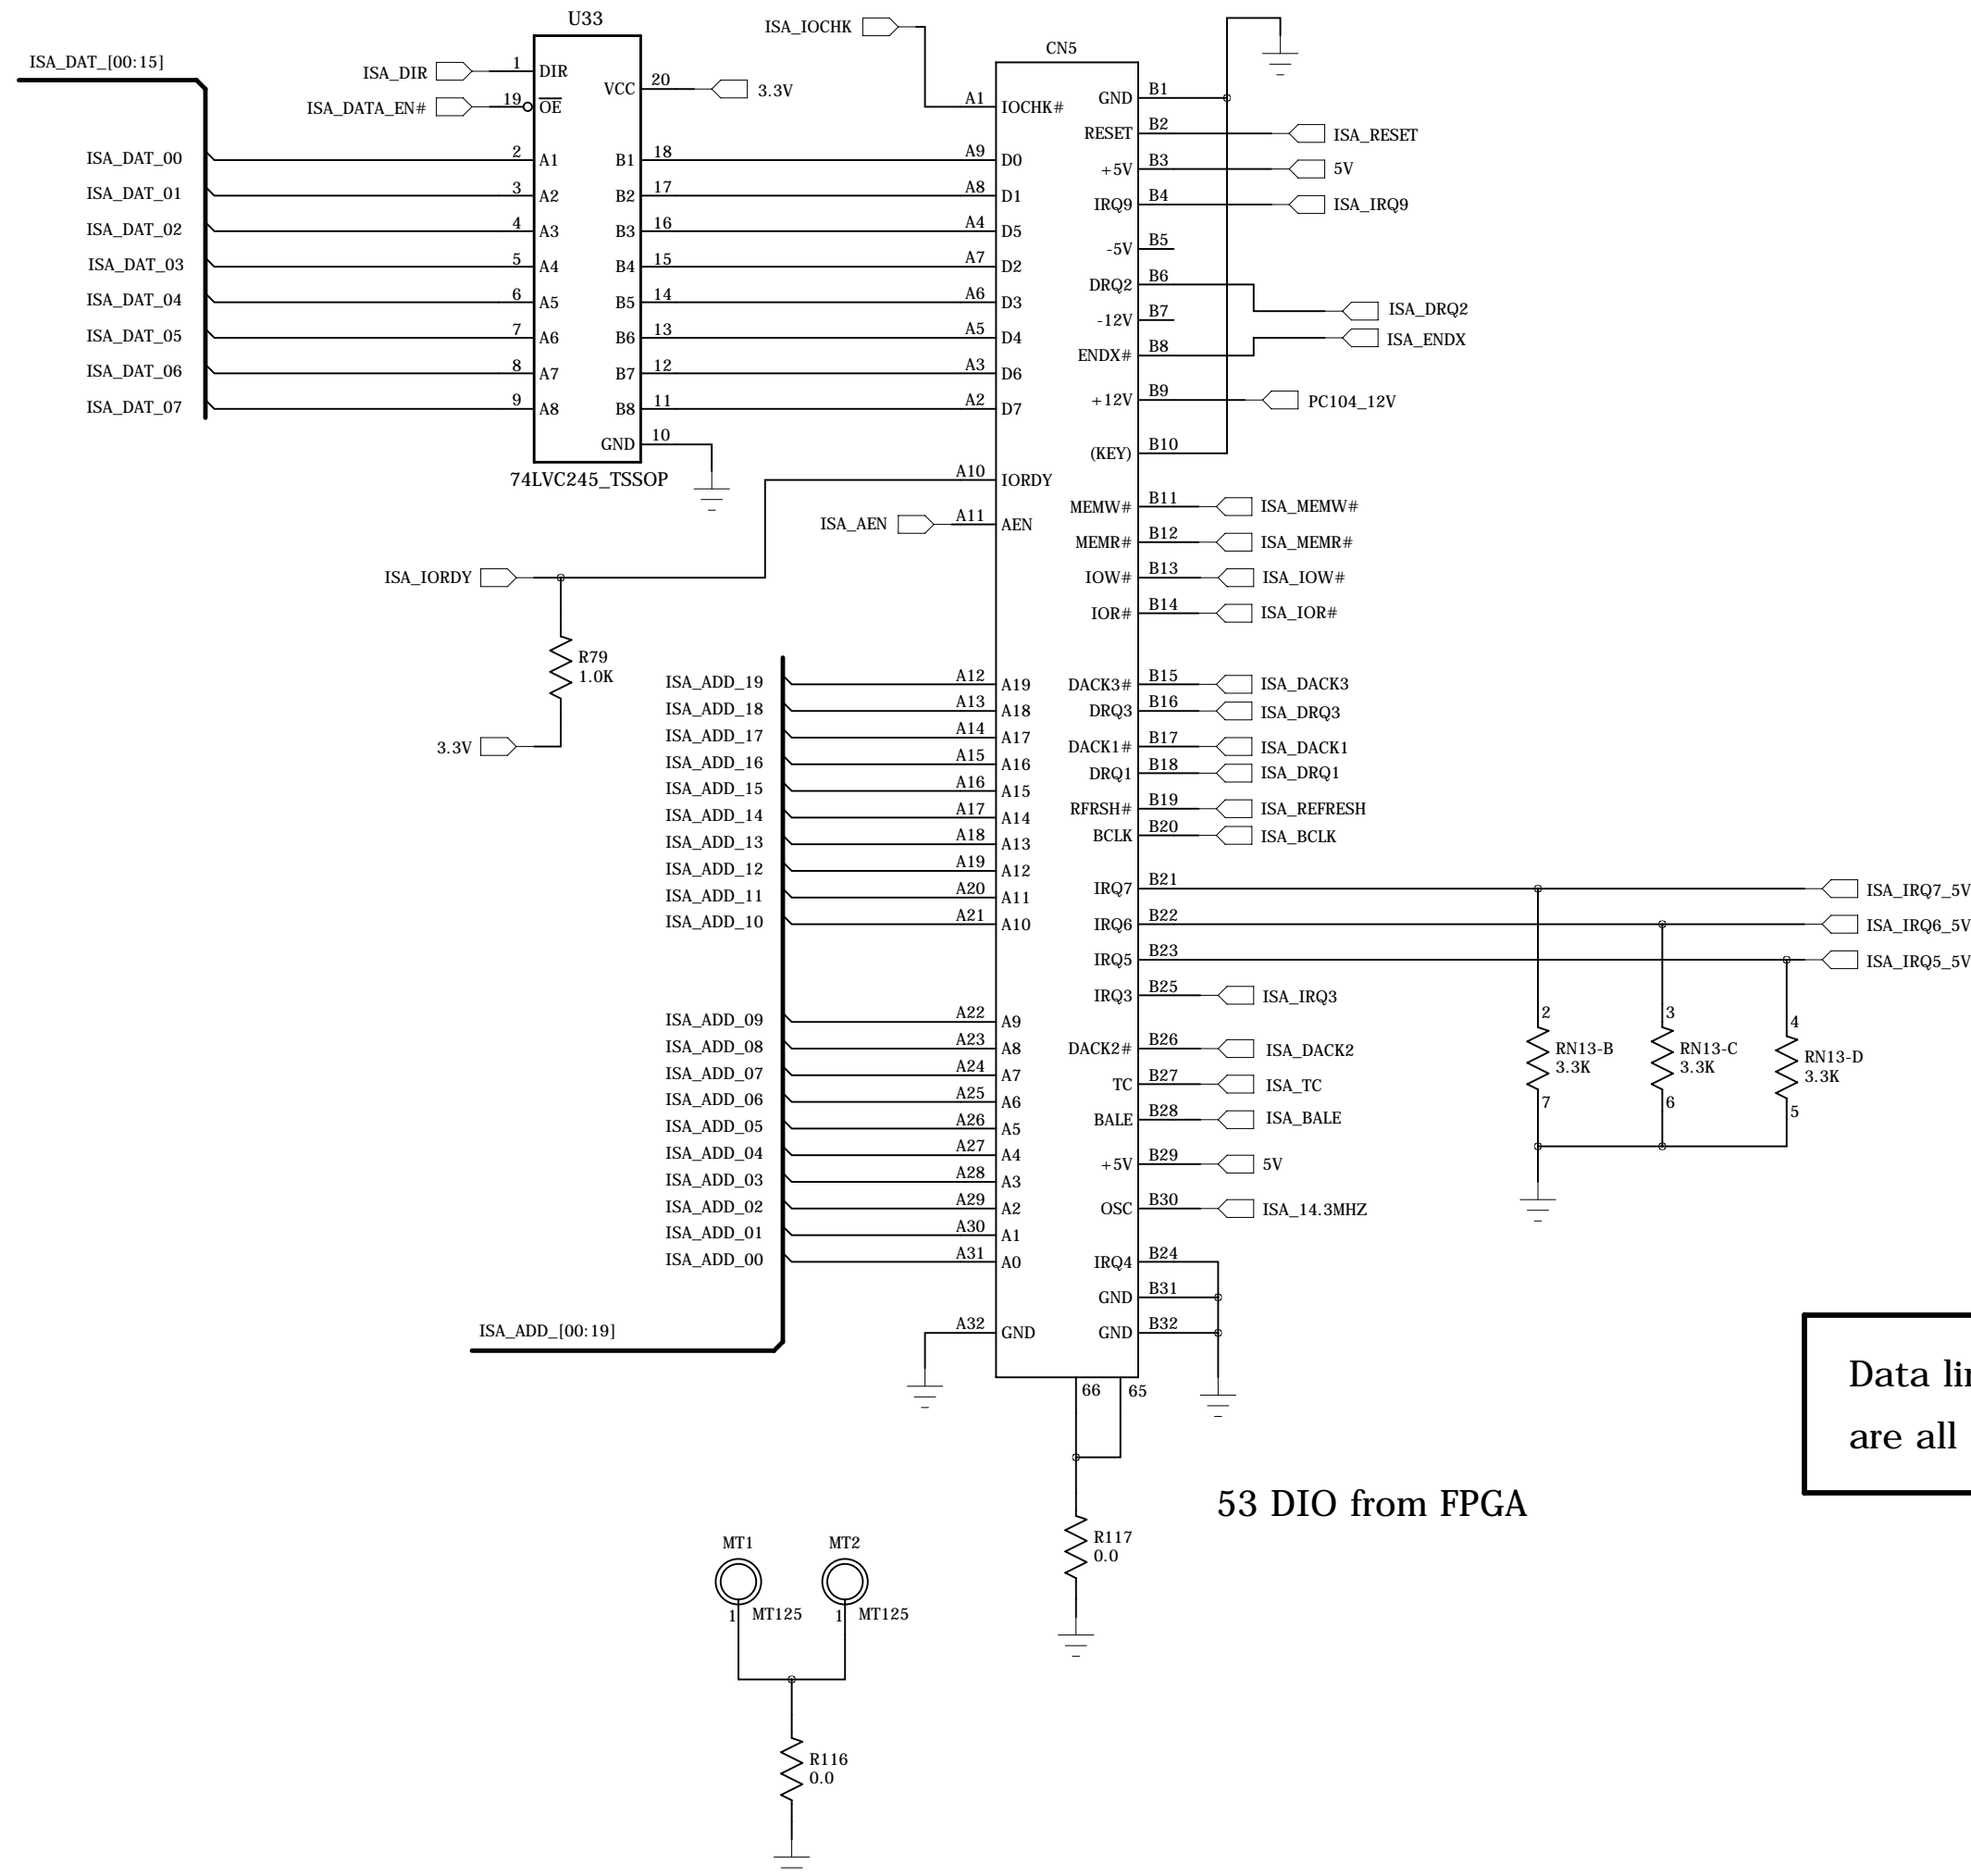 U33
ISA_IOCHK
CN5
ISA_DAT_[00:15]
ISA_DIR 1 DIR
VCC 20 3.3V
ISA_DATA_EN# 19 OE
A1 IOCHK#
GND B1
RESET B2 ISA_RESET
+5V B3 5V
IRQ9 B4 ISA_IRQ9
-5V B5
DRQ2 B6 ISA_DRQ2
-12V B7
ENDX# B8 ISA_ENDX
+12V B9 PC104_12V
(KEY) B10
ISA_DAT_00 2 A1 B1 18 A9 D0
ISA_DAT_01 3 A2 B2 17 A8 D1
ISA_DAT_02 4 A3 B3 16 A4 D5
ISA_DAT_03 5 A4 B4 15 A7 D2
ISA_DAT_04 6 A5 B5 14 A6 D3
ISA_DAT_05 7 A6 B6 13 A5 D4
ISA_DAT_06 8 A7 B7 12 A3 D6
ISA_DAT_07 9 A8 B8 11 A2 D7
GND 10
74LVC245_TSSOP
A10 IORDY
ISA_AEN A11 AEN
ISA_IORDY
R79
1.0K
3.3V
MEMW# B11 ISA_MEMW#
MEMR# B12 ISA_MEMR#
IOW# B13 ISA_IOW#
IOR# B14 ISA_IOR#
ISA_ADD_19 A12 A19
ISA_ADD_18 A13 A18
ISA_ADD_17 A14 A17
ISA_ADD_16 A15 A16
ISA_ADD_15 A16 A15
ISA_ADD_14 A17 A14
ISA_ADD_13 A18 A13
ISA_ADD_12 A19 A12
ISA_ADD_11 A20 A11
ISA_ADD_10 A21 A10
DACK3# B15 ISA_DACK3
DRQ3 B16 ISA_DRQ3
DACK1# B17 ISA_DACK1
DRQ1 B18 ISA_DRQ1
RFRSH# B19 ISA_REFRESH
BCLK B20 ISA_BCLK
IRQ7 B21 ISA_IRQ7_5V
IRQ6 B22 ISA_IRQ6_5V
IRQ5 B23 ISA_IRQ5_5V
IRQ3 B25 ISA_IRQ3
ISA_ADD_09 A22 A9
ISA_ADD_08 A23 A8
ISA_ADD_07 A24 A7
ISA_ADD_06 A25 A6
ISA_ADD_05 A26 A5
ISA_ADD_04 A27 A4
ISA_ADD_03 A28 A3
ISA_ADD_02 A29 A2
ISA_ADD_01 A30 A1
ISA_ADD_00 A31 A0
DACK2# B26 ISA_DACK2
TC B27 ISA_TC
BALE B28 ISA_BALE
+5V B29 5V
OSC B30 ISA_14.3MHZ
IRQ4 B24
GND B31
GND B32
2 3 4
RN13-B
3.3K
RN13-C
3.3K
RN13-D
3.3K
7 6 5
ISA_ADD_[00:19]
A32 GND
66 65
Data li
are all
53 DIO from FPGA
R117
0.0
MT1 MT2
1 MT125 1 MT125
R116
0.0